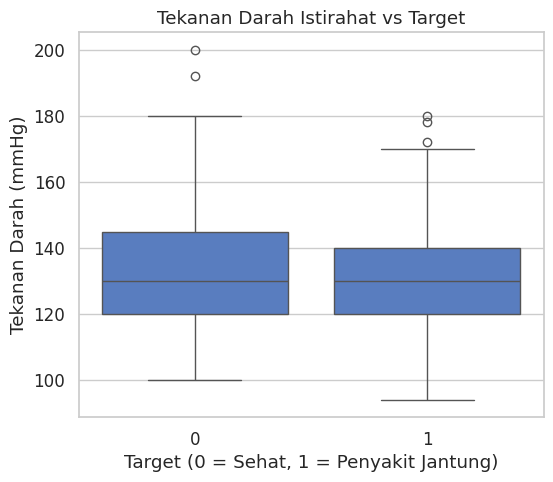 Tekanan Darah Istirahat vs Target
Tekanan Darah (mmHg)
200
180
160
140
120
100
0
1
Target (0 = Sehat, 1 = Penyakit Jantung)